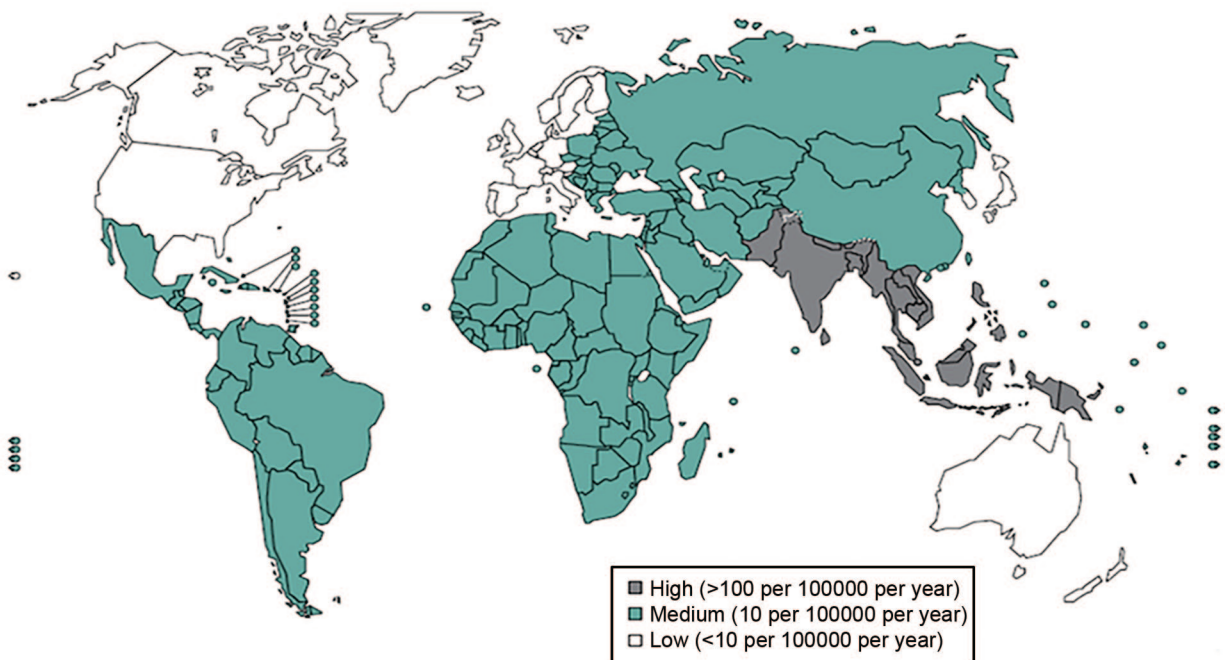 High (>100 per 100000 per year)
Medium (10 per 100000 per year)
Low (<10 per 100000 per year)